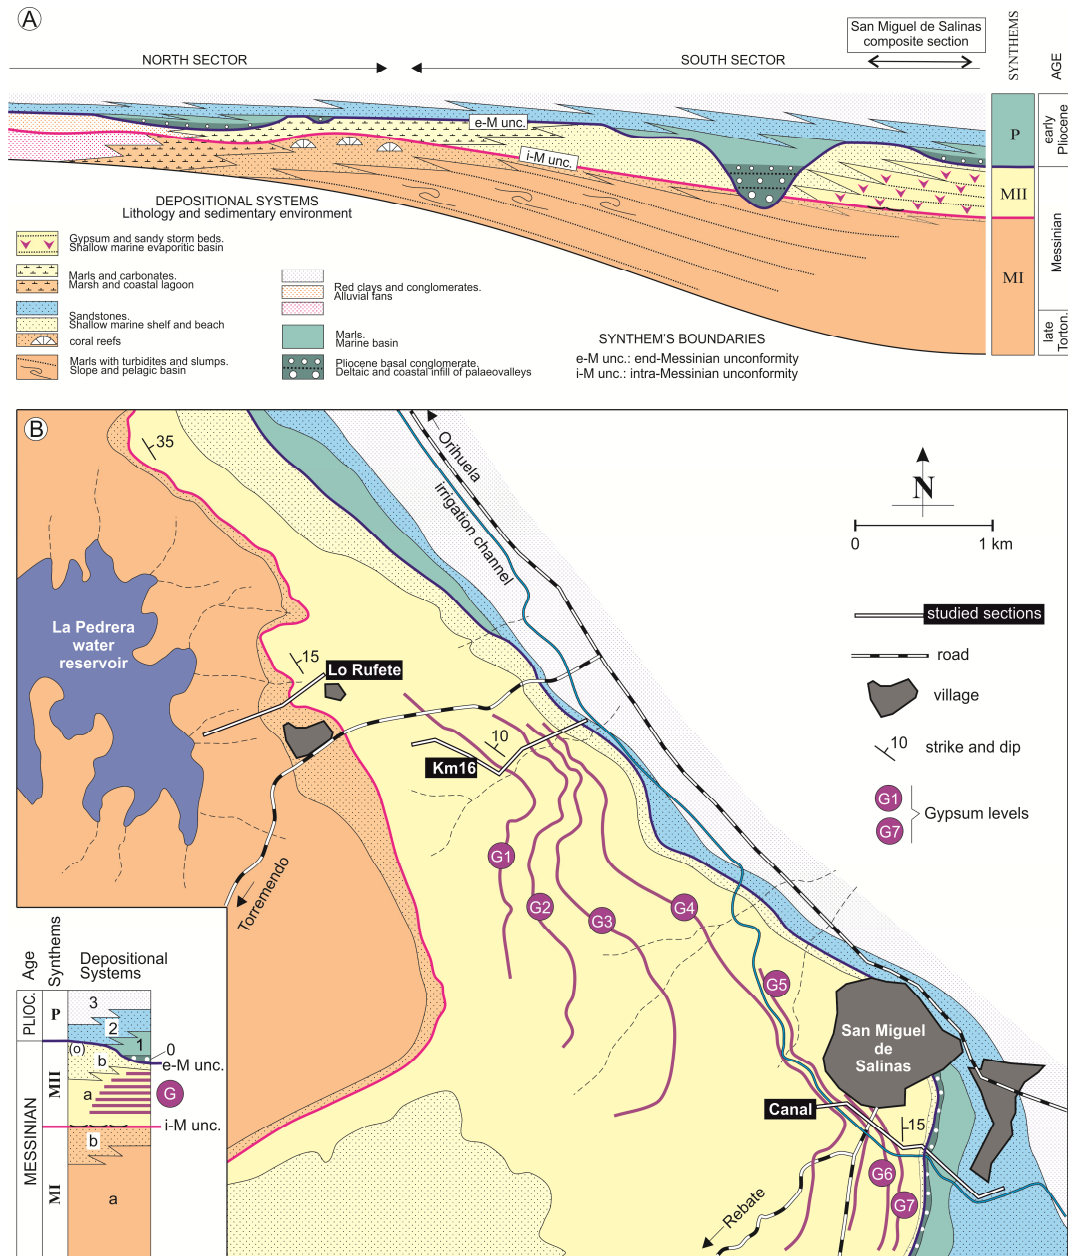 A
San Miguel de Salinas
composite section
NORTH SECTOR
SOUTH SECTOR
SYNTHEMS
AGE
e-M unc.
i-M unc.
P
MII
MI
early
Pliocene
Messinian
late
Torton.
DEPOSITIONAL SYSTEMS
Lithology and sedimentary environment
Gypsum and sandy storm beds.
Shallow marine evaporitic basin
Marls and carbonates.
Marsh and coastal lagoon
Sandstones.
Shallow marine shelf and beach
coral reefs
Marls with turbidites and slumps.
Slope and pelagic basin
Red clays and conglomerates.
Alluvial fans
Marls.
Marine basin
Pliocene basal conglomerate.
Deltaic and coastal infill of palaeovalleys
SYNTHEM'S BOUNDARIES
e-M unc.: end-Messinian unconformity
i-M unc.: intra-Messinian unconformity
B
35
Orihuela
irrigation channel
N
0 1 km
studied sections
road
village
10 strike and dip
G1
G7
Gypsum levels
La Pedrera
water
reservoir
15
Lo Rufete
10
Km16
Torremendo
G1
G2
G3
G4
G5
San Miguel
de
Salinas
Canal
15
G6
G7
Rebate
Age
Synthems
Depositional
Systems
PLIOC.
MESSINIAN
P
MII
MI
3
2
1
0
(o)
b
e-M unc.
a
G
i-M unc.
b
a